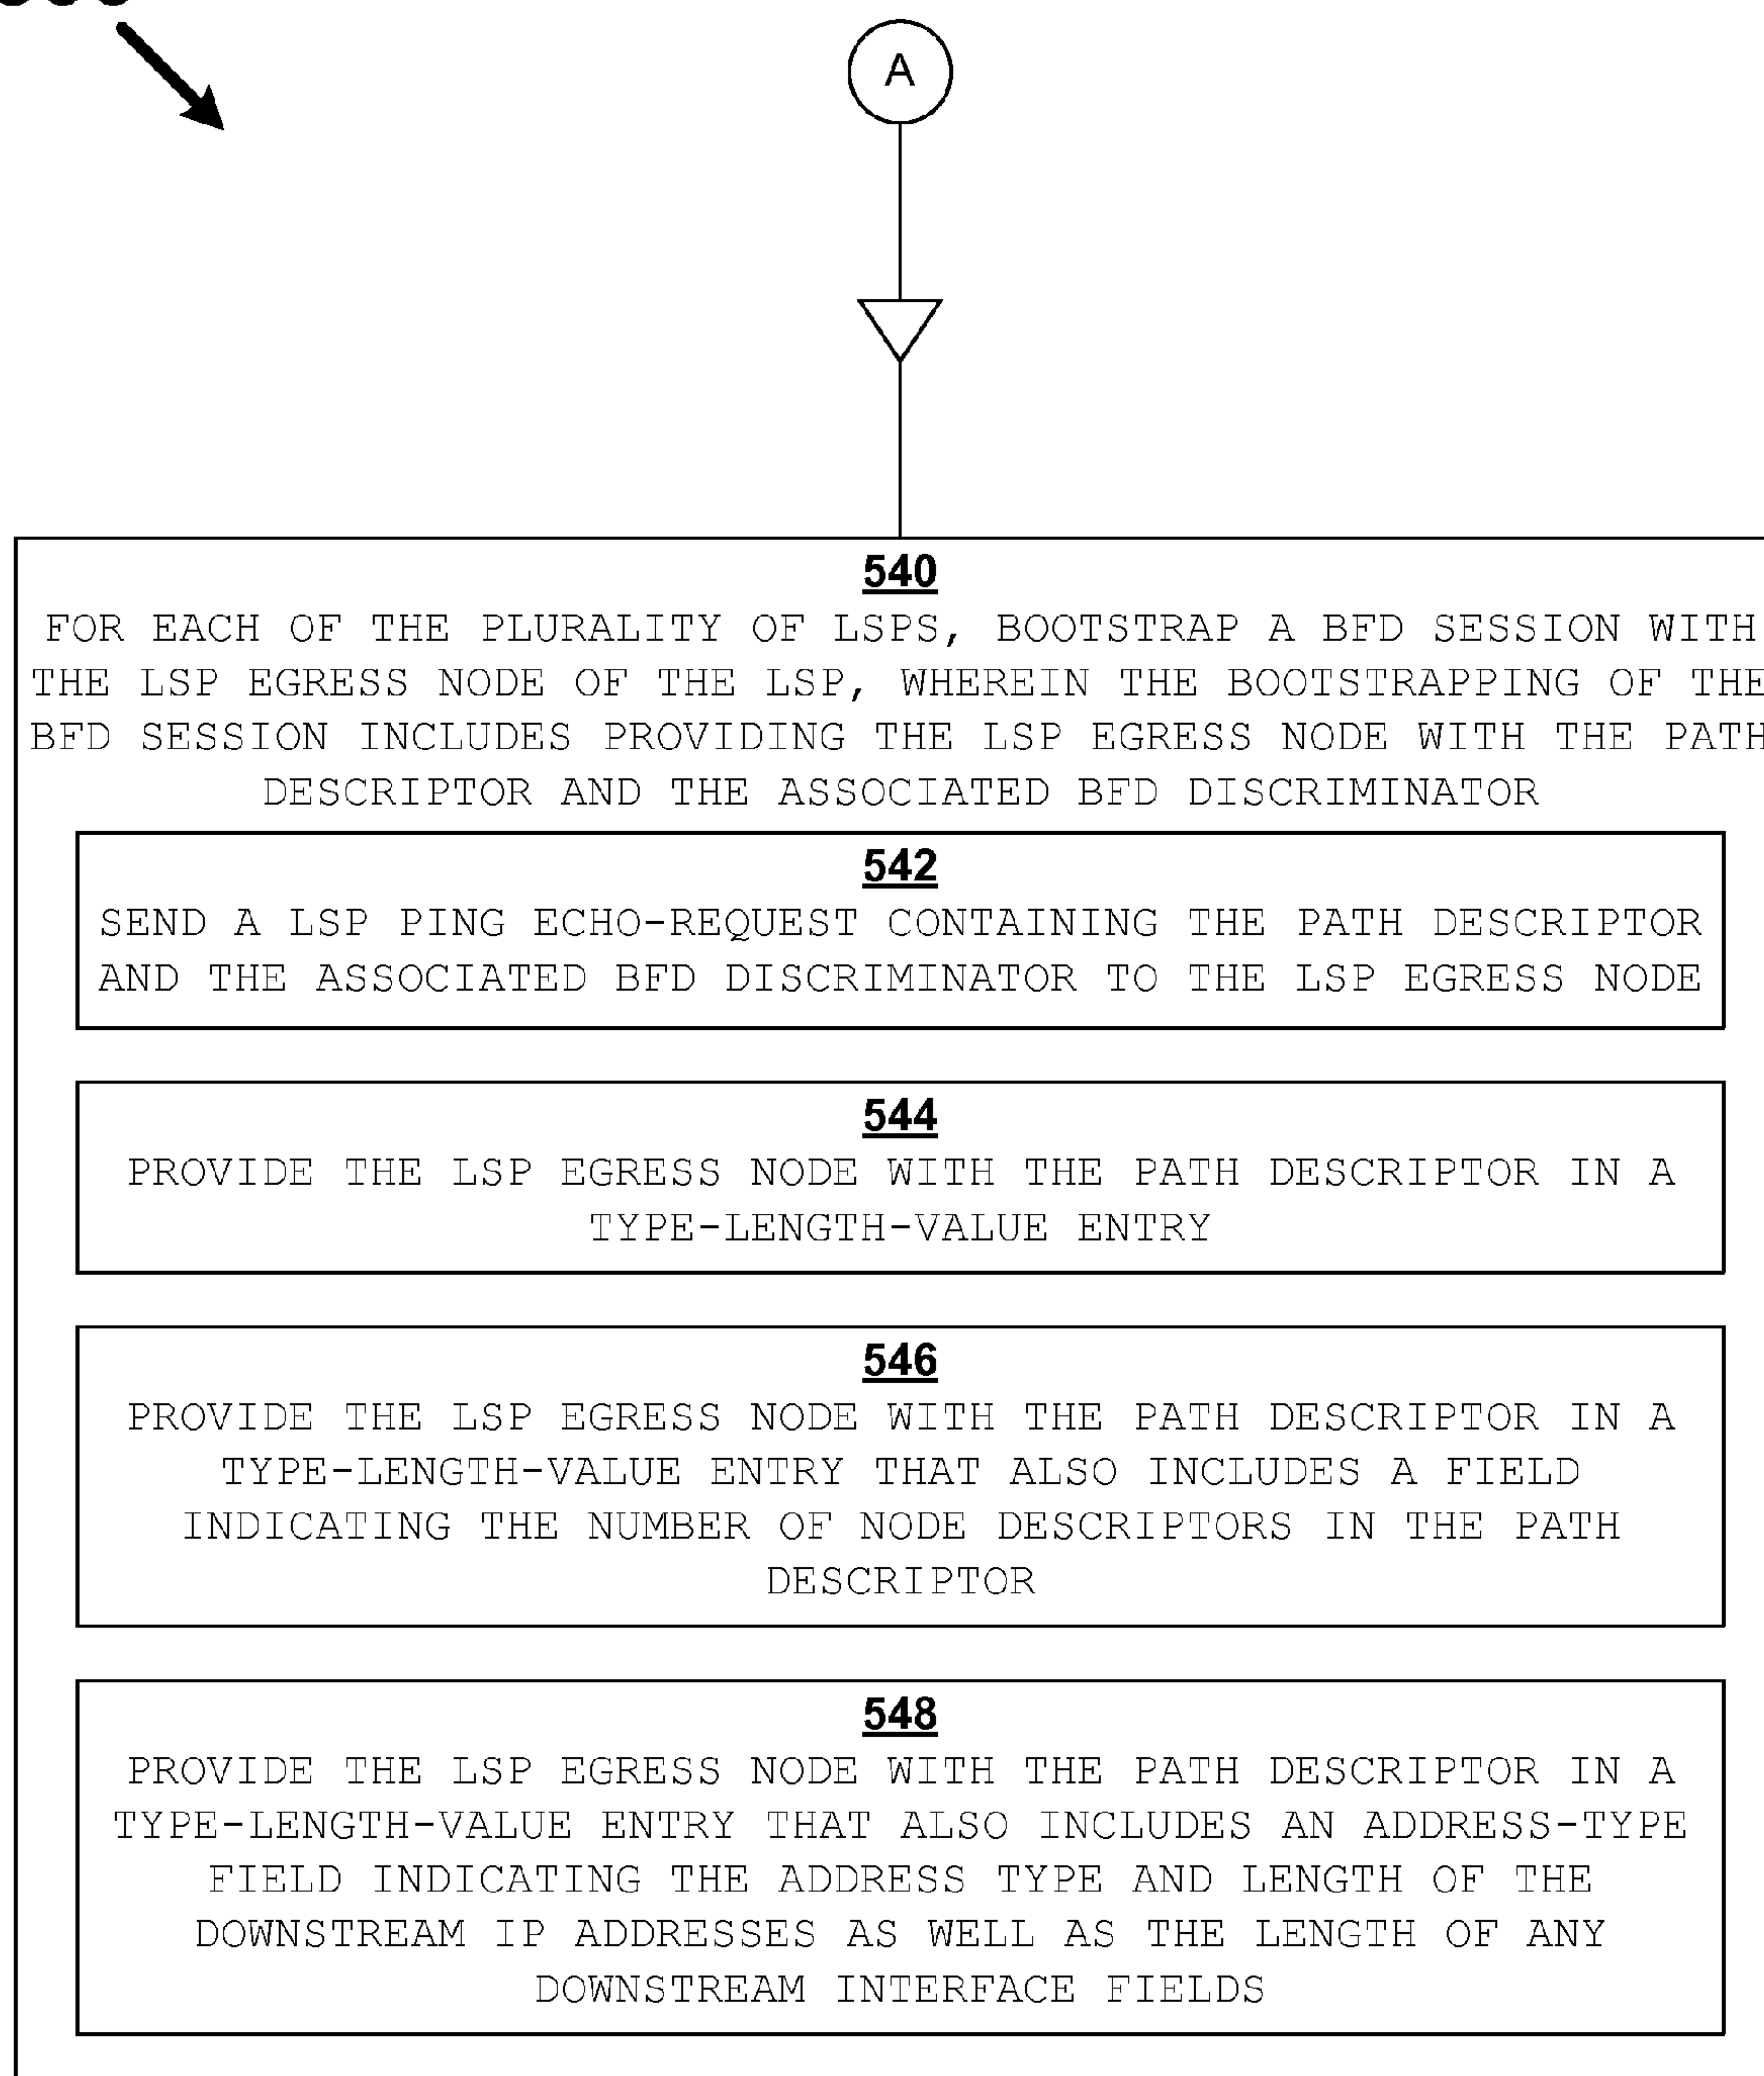 A
540
FOR EACH OF THE PLURALITY OF LSPS, BOOTSTRAP A BFD SESSION WITH
THE LSP EGRESS NODE OF THE LSP, WHEREIN THE BOOTSTRAPPING OF THE
BFD SESSION INCLUDES PROVIDING THE LSP EGRESS NODE WITH THE PATH
DESCRIPTOR AND THE ASSOCIATED BFD DISCRIMINATOR
542
SEND A LSP PING ECHO-REQUEST CONTAINING THE PATH DESCRIPTOR
AND THE ASSOCIATED BFD DISCRIMINATOR TO THE LSP EGRESS NODE
544
PROVIDE THE LSP EGRESS NODE WITH THE PATH DESCRIPTOR IN A
TYPE-LENGTH-VALUE ENTRY
546
PROVIDE THE LSP EGRESS NODE WITH THE PATH DESCRIPTOR IN A
TYPE-LENGTH-VALUE ENTRY THAT ALSO INCLUDES A FIELD
INDICATING THE NUMBER OF NODE DESCRIPTORS IN THE PATH
DESCRIPTOR
548
PROVIDE THE LSP EGRESS NODE WITH THE PATH DESCRIPTOR IN A
TYPE-LENGTH-VALUE ENTRY THAT ALSO INCLUDES AN ADDRESS-TYPE
FIELD INDICATING THE ADDRESS TYPE AND LENGTH OF THE
DOWNSTREAM IP ADDRESSES AS WELL AS THE LENGTH OF ANY
DOWNSTREAM INTERFACE FIELDS